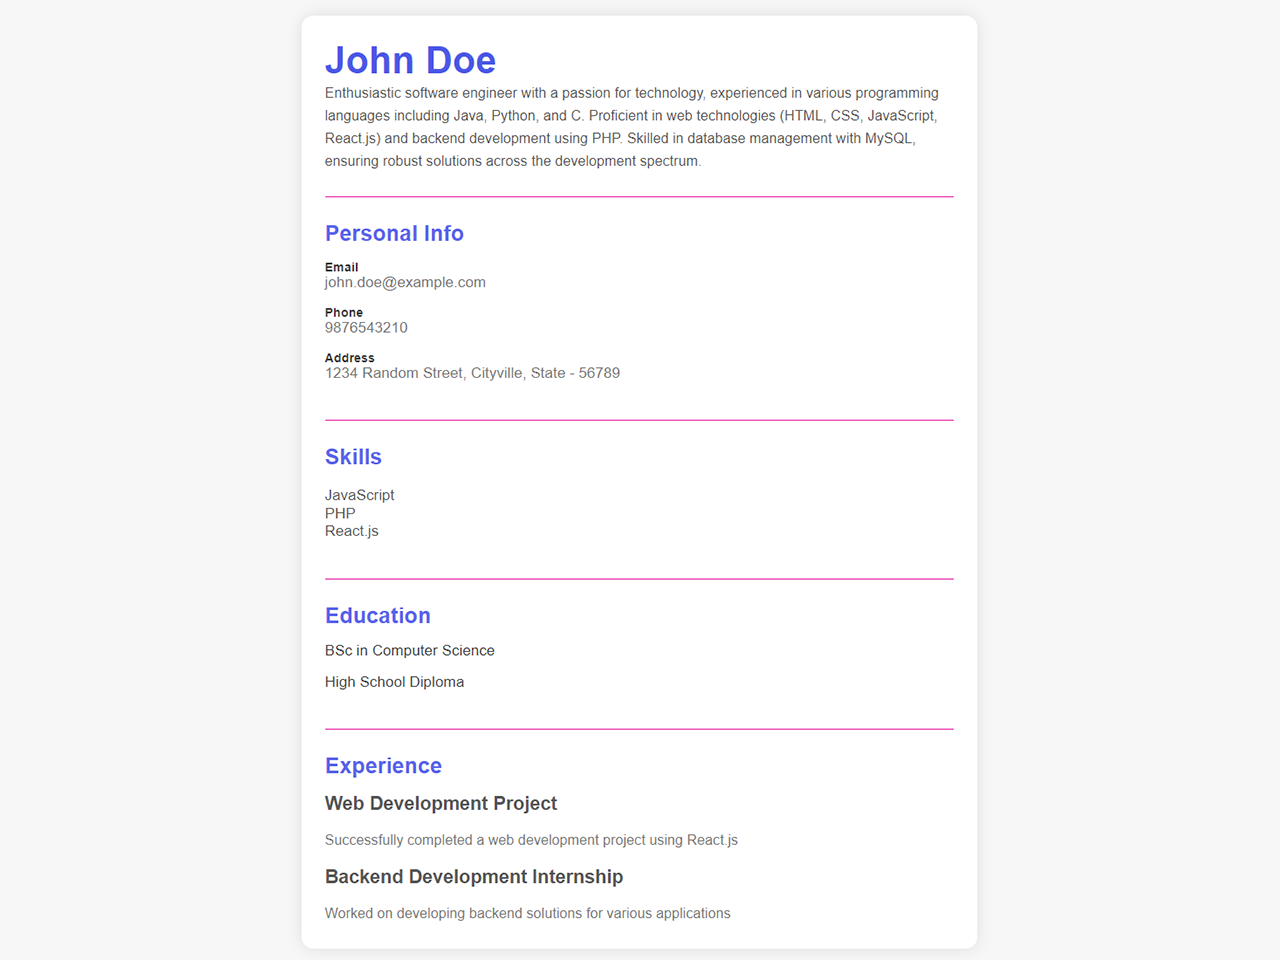 John Doe
Enthusiastic software engineer with a passion for technology, experienced in various programming
languages including Java, Python, and C. Proficient in web technologies (HTML, CSS, JavaScript,
React.js) and backend development using PHP. Skilled in database management with MySQL,
ensuring robust solutions across the development spectrum.
Personal Info
Email
john.doe@example.com
Phone
9876543210
Address
1234 Random Street, Cityville, State - 56789
Skills
JavaScript
PHP
React.js
Education
BSc in Computer Science
High School Diploma
Experience
Web Development Project
Successfully completed a web development project using React.js
Backend Development Internship
Worked on developing backend solutions for various applications